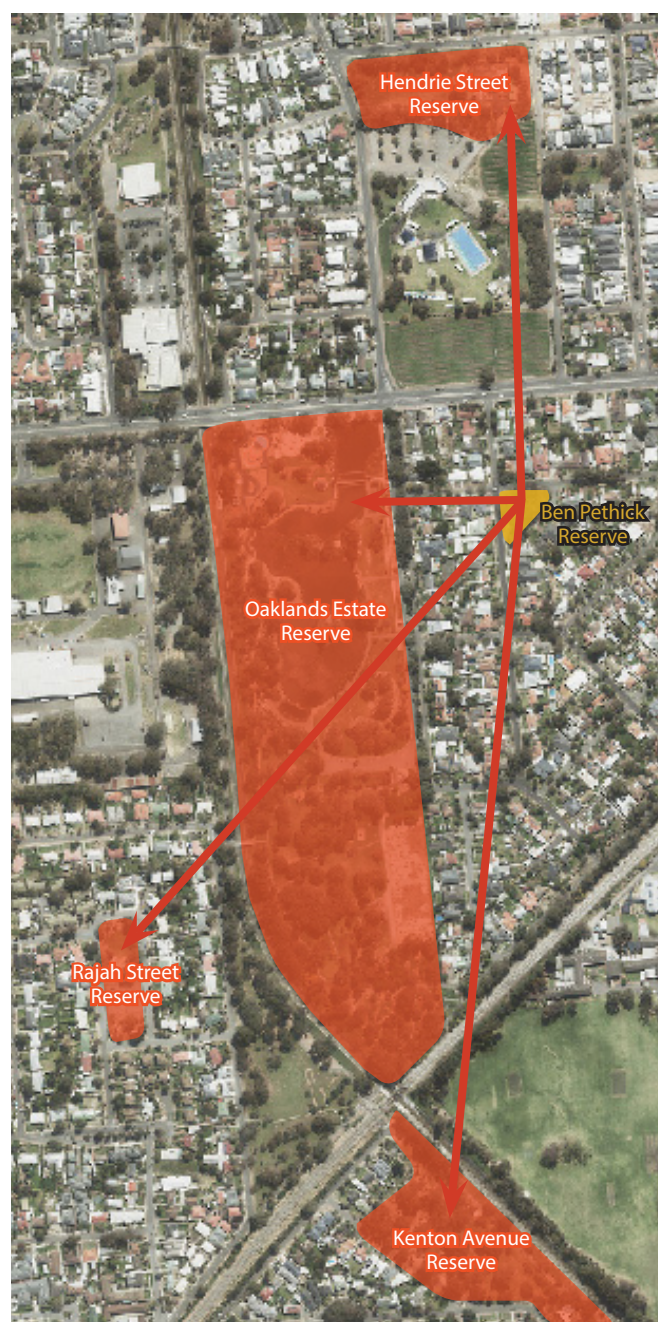 Hendrie Street
Reserve
Ben Pethick
Reserve
Oaklands Estate
Reserve
Rajah Street
Reserve
Kenton Avenue
Reserve